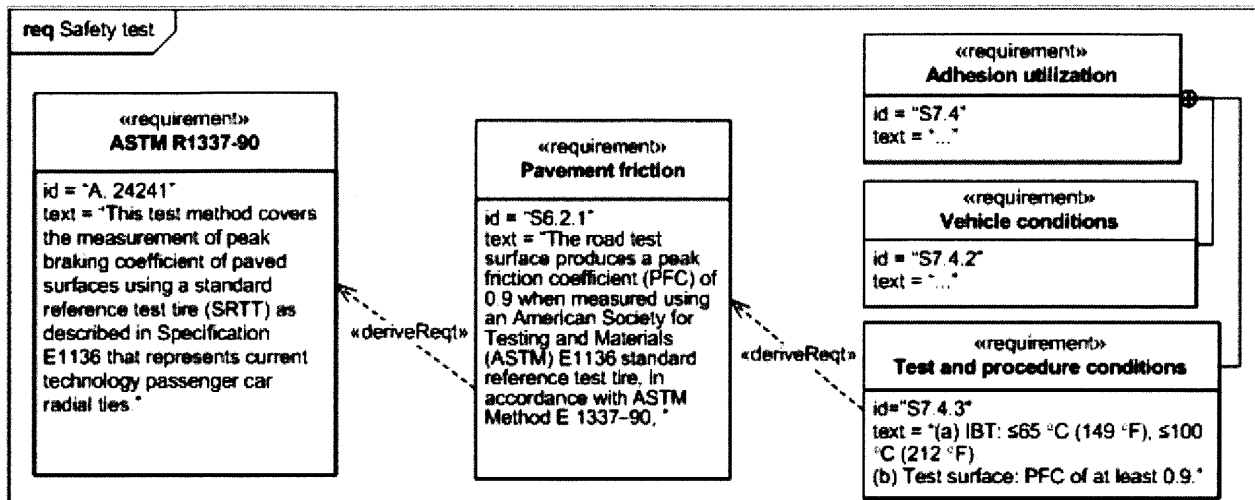 req Safety test
«requirement»
ASTM R1337-90
id = "A. 24241"
text = "This test method covers
the measurement of peak
braking coefficient of paved
surfaces using a standard
reference test tire (SRTT) as
described in Specification
E1136 that represents current
technology passenger car
radial ties."
«deriveReqt»
«requirement»
Pavement friction
id = "S6.2.1"
text = "The road test
surface produces a peak
friction coefficient (PFC) of
0.9 when measured using
an American Society for
Testing and Materials
(ASTM) E1136 standard
reference test tire, in
accordance with ASTM
Method E 1337–90, "
«deriveReqt»
«requirement»
Adhesion utilization
id = "S7.4"
text = "..."
«requirement»
Vehicle conditions
id = "S7.4.2"
text = "..."
«requirement»
Test and procedure conditions
id="S7.4.3"
text = "(a) IBT: ≤65 °C (149 °F), ≤100
°C (212 °F)
(b) Test surface: PFC of at least 0.9."